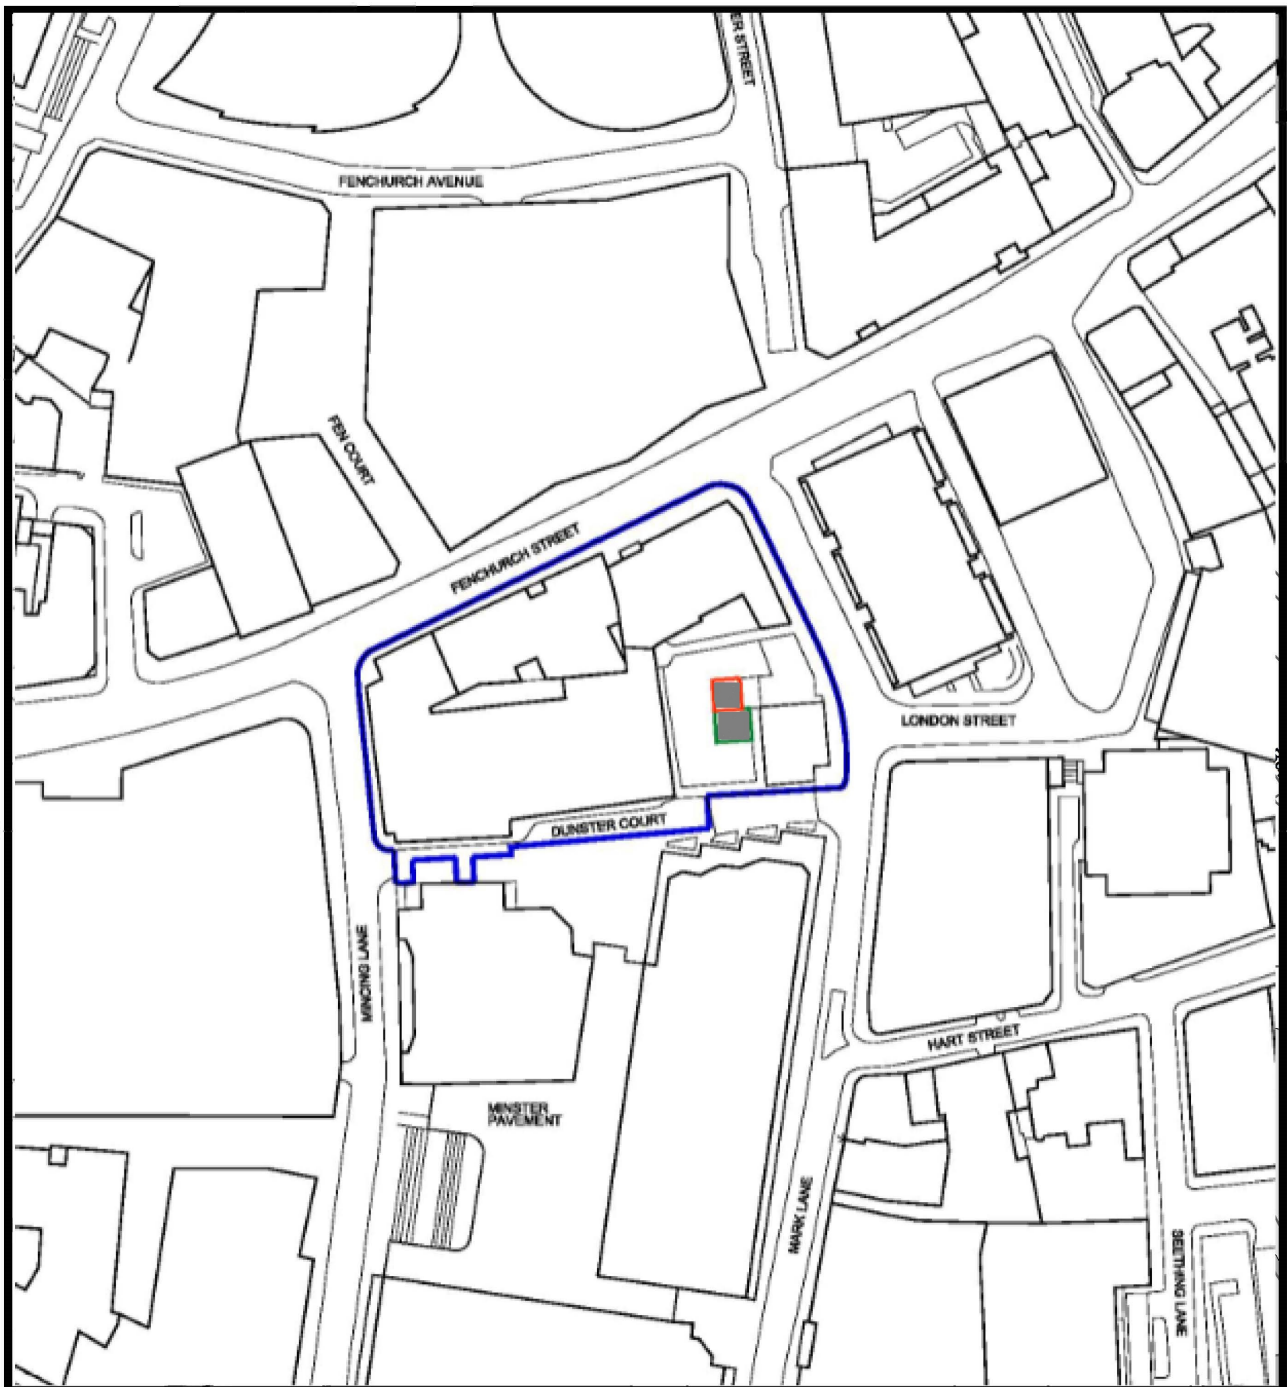 ER STREET
FENCHURCH AVENUE
FEN COURT
FENCHURCH STREET
LONDON STREET
DUNSTER COURT
MINCING LANE
HART STREET
MINSTER
PAVEMENT
MARK LANE
SEETHING LANE